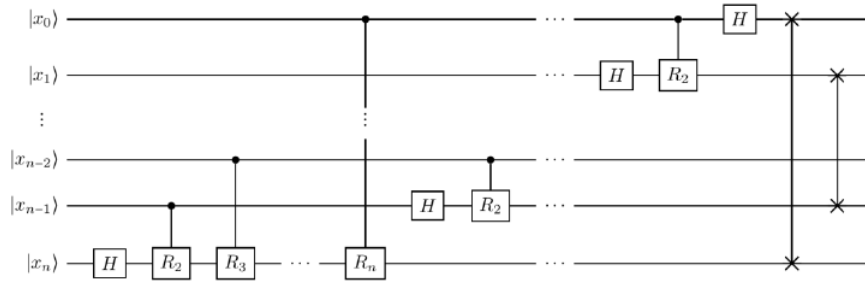 |x₀⟩ ··· H
|x₁⟩ ··· H R₂
⋮ ⋮
|xₙ₋₂⟩ ···
|xₙ₋₁⟩ H R₂ ···
|xₙ⟩ H R₂ R₃ ··· Rₙ ···